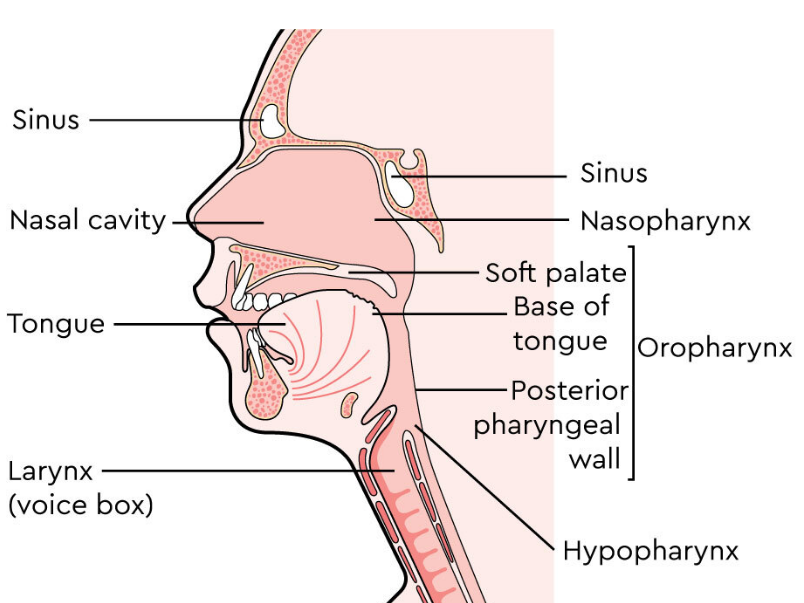 Sinus
Sinus
Nasal cavity
Nasopharynx
Soft palate
Base of
tongue
Tongue
Oropharynx
Posterior
pharyngeal
wall
Larynx
(voice box)
Hypopharynx